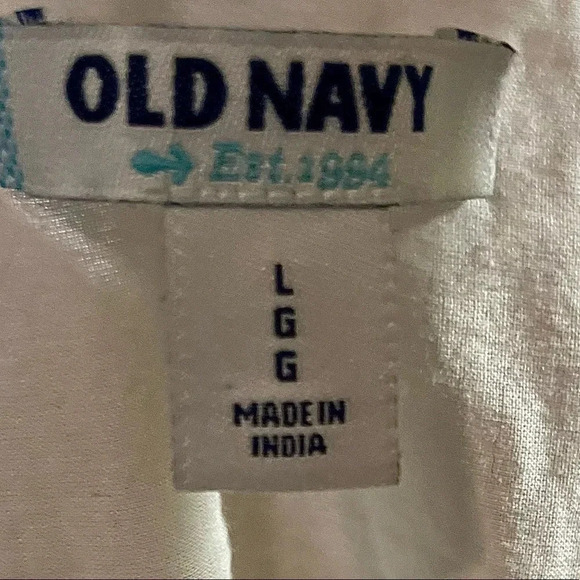 OLD NAVY
Est. 1994
L
G
G
MADE IN
INDIA